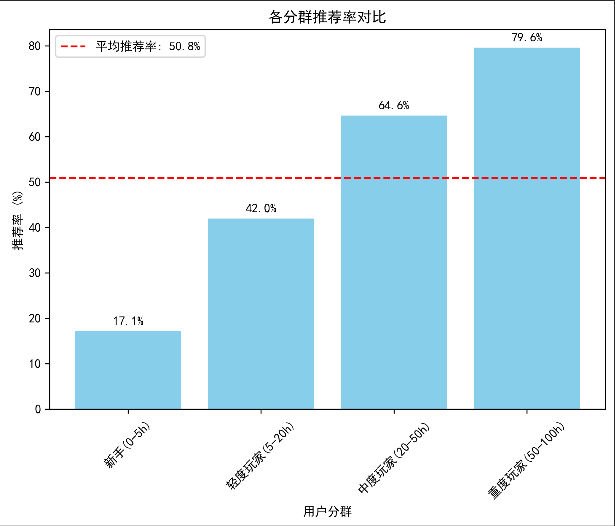 各分群推荐率对比
平均推荐率: 50.8%
推荐率 (%)
80
70
60
50
40
30
20
10
0
17.1%
42.0%
64.6%
79.6%
新手(0-5h)
轻度玩家(5-20h)
中度玩家(20-50h)
重度玩家(50-100h)
用户分群